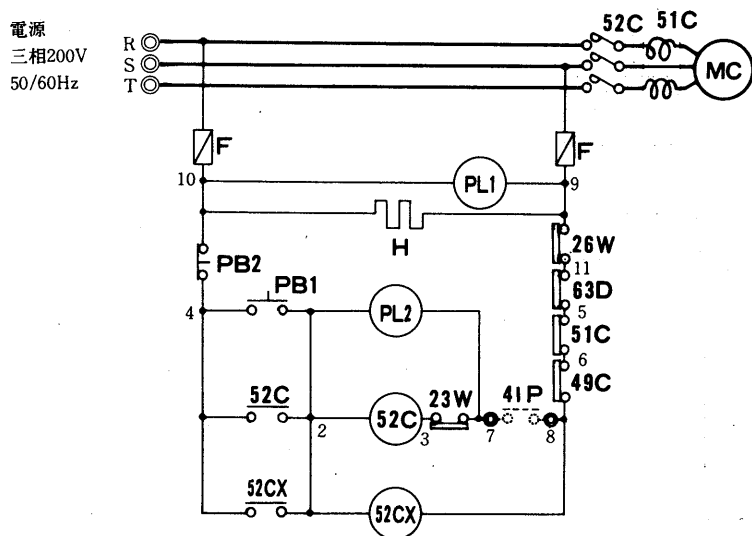 電源
三相200V
50/60Hz
R
S
T
52C
51C
MC
F
F
10
PL1
9
H
26W
11
PB2
PB1
63D
4
PL2
5
51C
6
49C
52C
23W
41P
52C
2
3
7
8
52CX
52CX